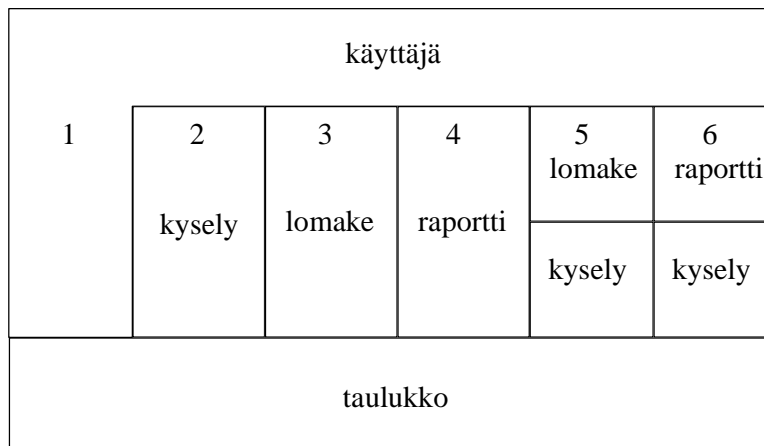 käyttäjä
1 2 3 4 5 6
lomake raportti
kysely lomake raportti
kysely kysely
taulukko